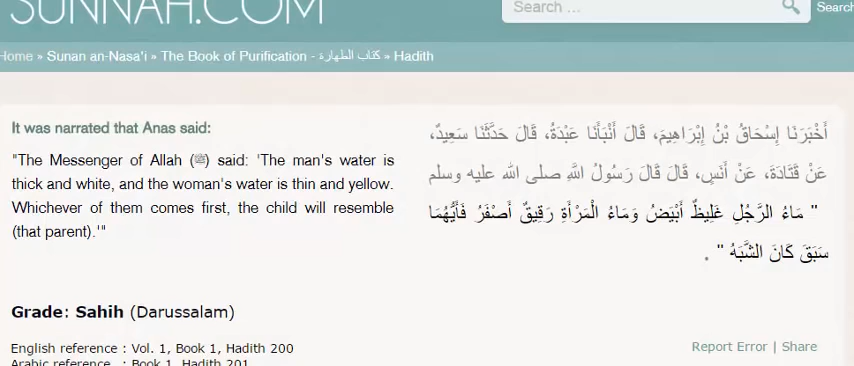 SUNNAH.COM
Search ...
Search
Home » Sunan an-Nasa'i » The Book of Purification - كتاب الطهارة » Hadith
It was narrated that Anas said:
"The Messenger of Allah (ﷺ) said: 'The man's water is
thick and white, and the woman's water is thin and yellow.
Whichever of them comes first, the child will resemble
(that parent).'"
أَخْبَرَنَا إِسْحَاقُ بْنُ إِبْرَاهِيمَ، قَالَ أَنْبَأَنَا عَبْدَةُ، قَالَ حَدَّثَنَا سَعِيدٌ،
عَنْ قَتَادَةَ، عَنْ أَنَسٍ، قَالَ قَالَ رَسُولُ اللَّهِ صلى الله عليه وسلم
" مَاءُ الرَّجُلِ غَلِيظٌ أَبْيَضُ وَمَاءُ الْمَرْأَةِ رَقِيقٌ أَصْفَرُ فَأَيُّهُمَا
سَبَقَ كَانَ الشَّبَهُ " .
Grade: Sahih (Darussalam)
English reference : Vol. 1, Book 1, Hadith 200
Arabic reference : Book 1, Hadith 201
Report Error | Share